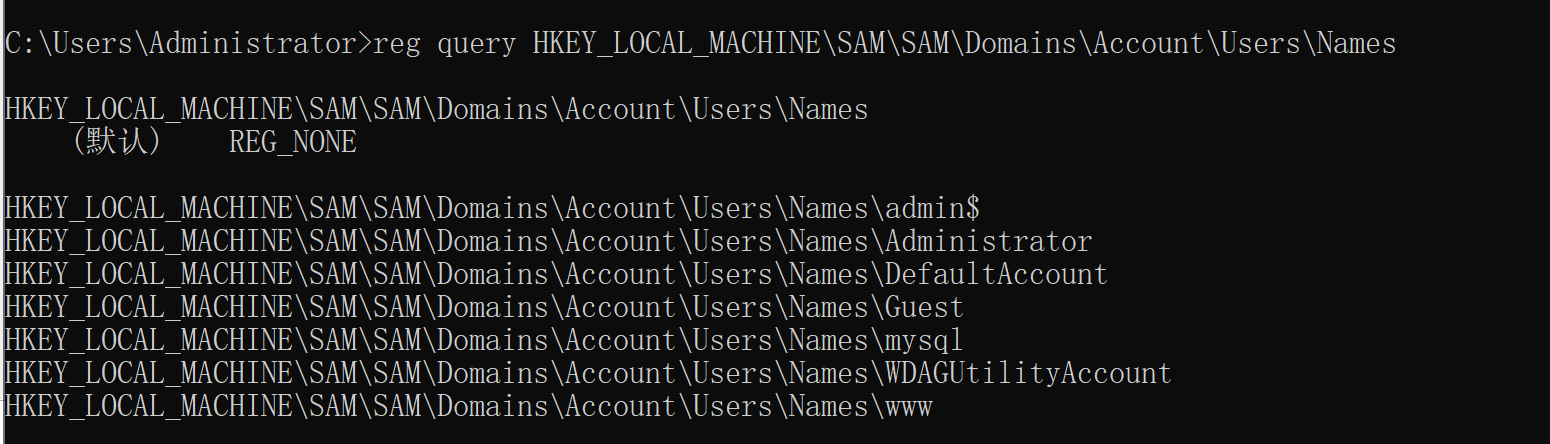 C:\Users\Administrator>reg query HKEY_LOCAL_MACHINE\SAM\SAM\Domains\Account\Users\Names
HKEY_LOCAL_MACHINE\SAM\SAM\Domains\Account\Users\Names
(默认) REG_NONE
HKEY_LOCAL_MACHINE\SAM\SAM\Domains\Account\Users\Names\admin$
HKEY_LOCAL_MACHINE\SAM\SAM\Domains\Account\Users\Names\Administrator
HKEY_LOCAL_MACHINE\SAM\SAM\Domains\Account\Users\Names\DefaultAccount
HKEY_LOCAL_MACHINE\SAM\SAM\Domains\Account\Users\Names\Guest
HKEY_LOCAL_MACHINE\SAM\SAM\Domains\Account\Users\Names\mysql
HKEY_LOCAL_MACHINE\SAM\SAM\Domains\Account\Users\Names\WDAGUtilityAccount
HKEY_LOCAL_MACHINE\SAM\SAM\Domains\Account\Users\Names\www